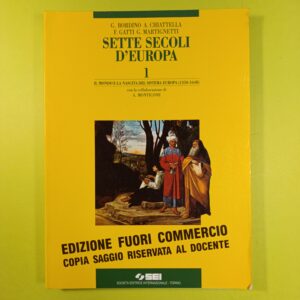 G. BORDINO A. CHIATTELLA
F. GATTI G. MARTIGNETTI
SETTE SECOLI
D'EUROPA
1
IL MONDO E LA NASCITA DEL SISTEMA EUROPA (1350-1648)
con la collaborazione di
A. MONTICONE
EDIZIONE FUORI COMMERCIO
COPIA SAGGIO RISERVATA AL DOCENTE
SEI
SOCIETÀ EDITRICE INTERNAZIONALE - TORINO